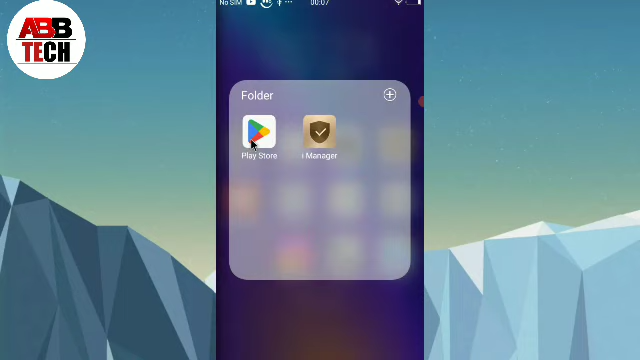 ABB
TECH
No SIM
00:07
Folder
Play Store
i Manager